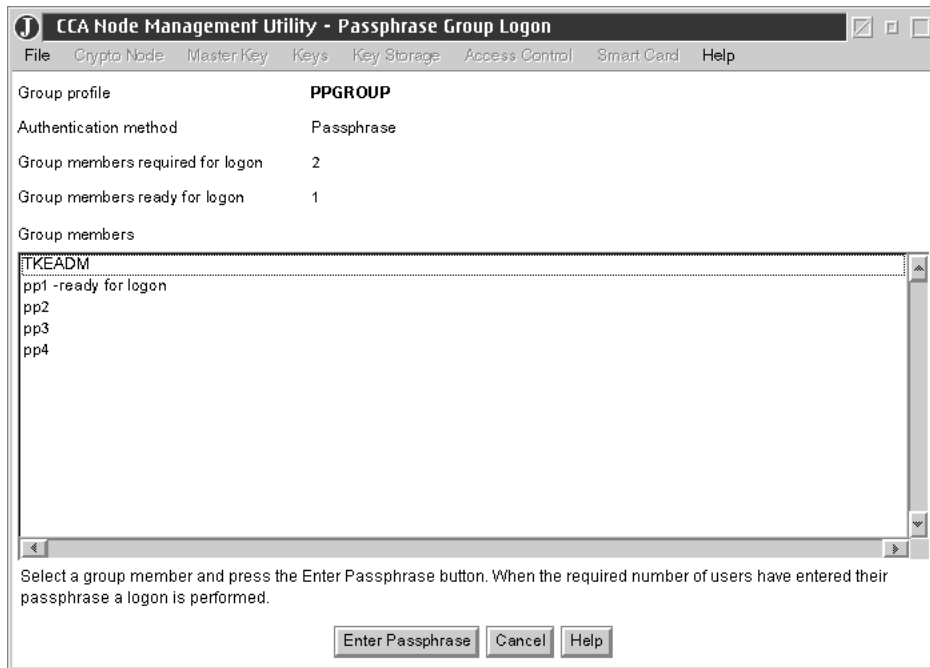 J CCA Node Management Utility - Passphrase Group Logon
File Crypto Node Master Key Keys Key Storage Access Control Smart Card Help
Group profile PPGROUP
Authentication method Passphrase
Group members required for logon 2
Group members ready for logon 1
Group members
TKEADM
pp1 -ready for logon
pp2
pp3
pp4
Select a group member and press the Enter Passphrase button. When the required number of users have entered their
passphrase a logon is performed.
Enter Passphrase Cancel Help